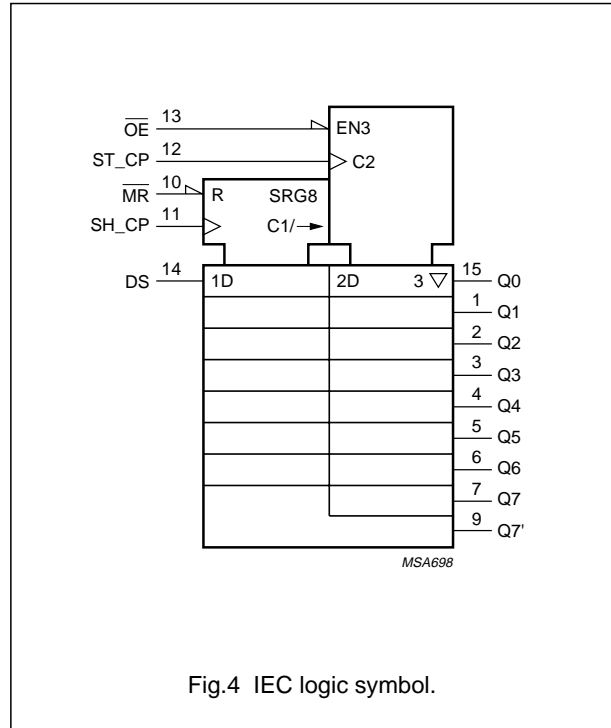 O̅E̅ 13 EN3
ST_CP 12 C2
M̅R̅ 10 R SRG8
SH_CP 11 C1/
DS 14 1D 2D 3 15 Q0
1 Q1
2 Q2
3 Q3
4 Q4
5 Q5
6 Q6
7 Q7
9 Q7'
MSA698
Fig.4 IEC logic symbol.